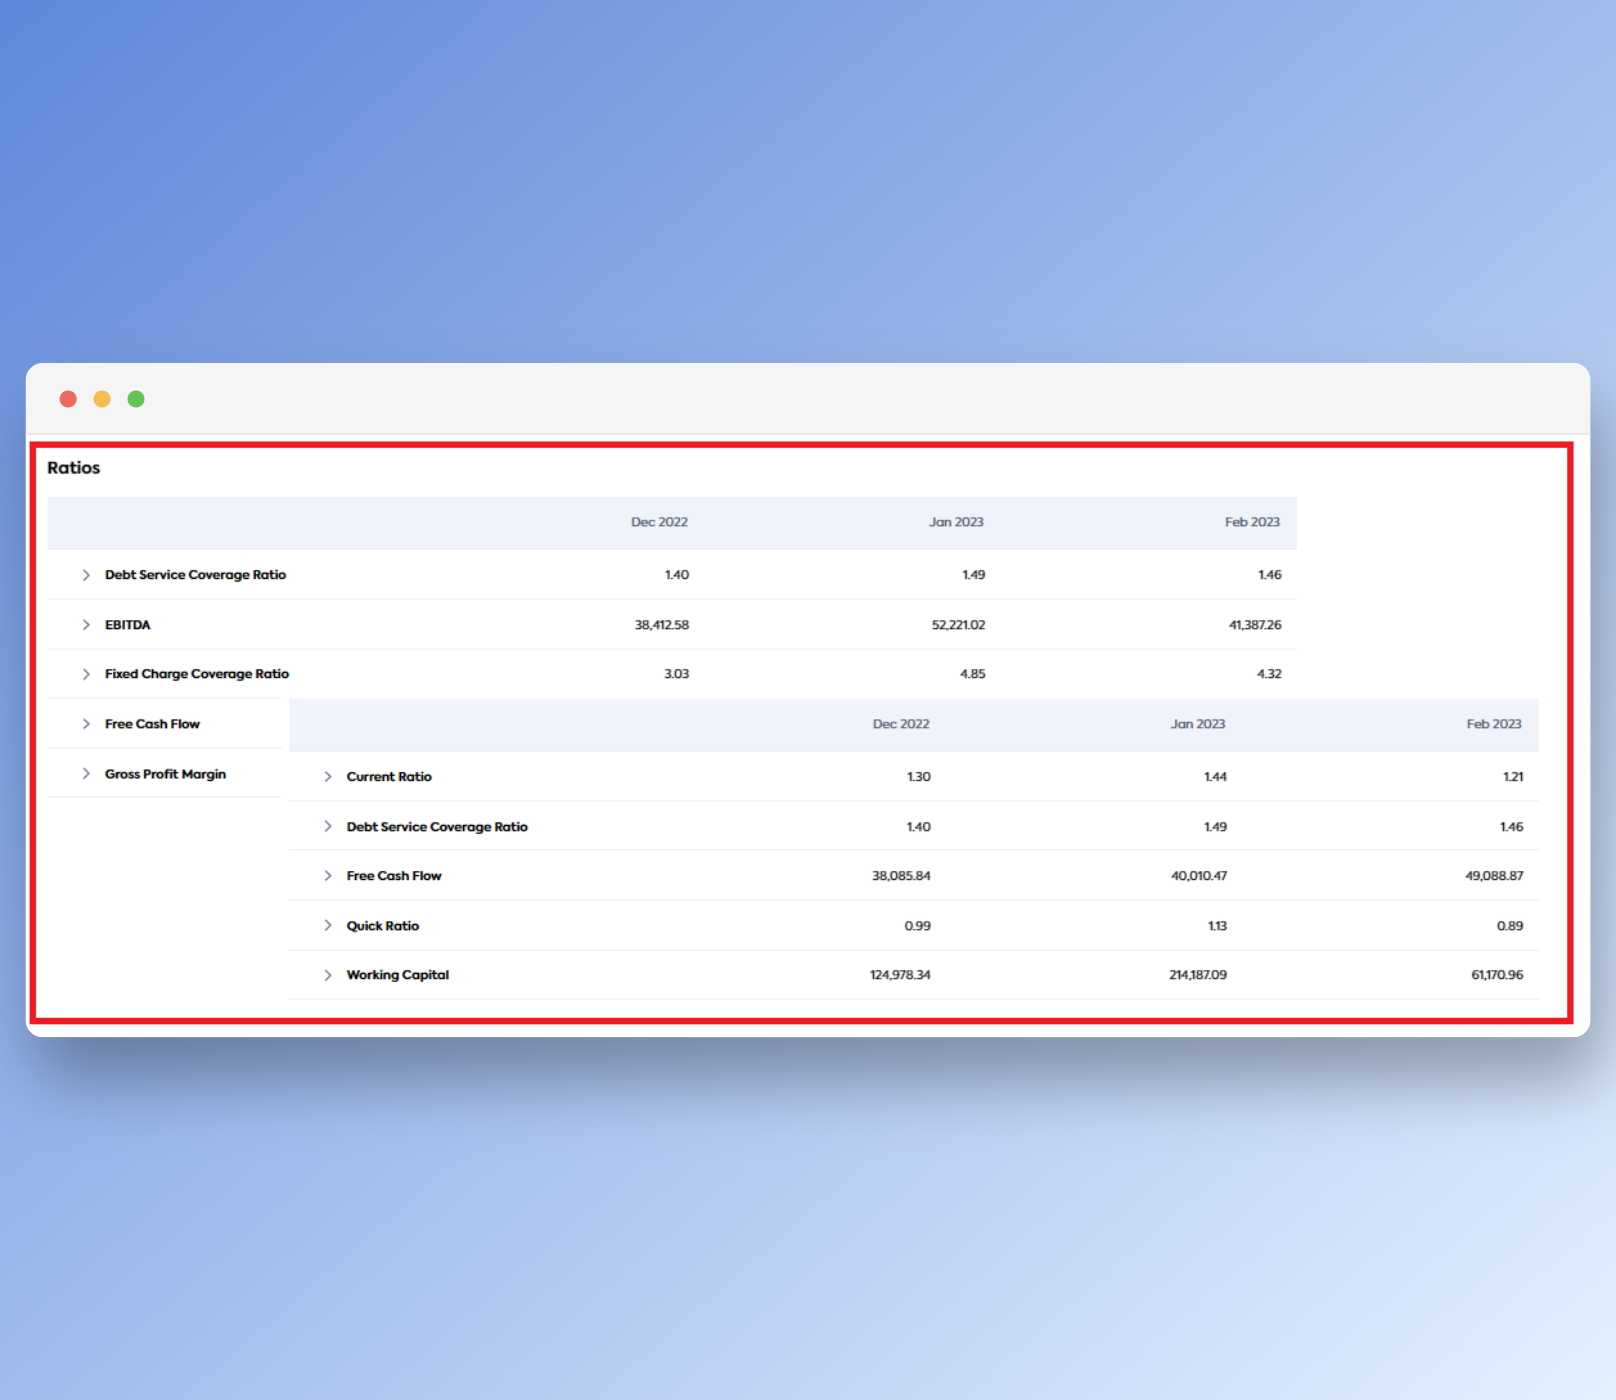 Ratios
Dec 2022 Jan 2023 Feb 2023
Debt Service Coverage Ratio 1.40 1.49 1.46
EBITDA 38,412.58 52,221.02 41,387.26
Fixed Charge Coverage Ratio 3.03 4.85 4.32
Free Cash Flow
Gross Profit Margin
Dec 2022 Jan 2023 Feb 2023
Current Ratio 1.30 1.44 1.21
Debt Service Coverage Ratio 1.40 1.49 1.46
Free Cash Flow 38,085.84 40,010.47 49,088.87
Quick Ratio 0.99 1.13 0.89
Working Capital 124,978.34 214,187.09 61,170.96